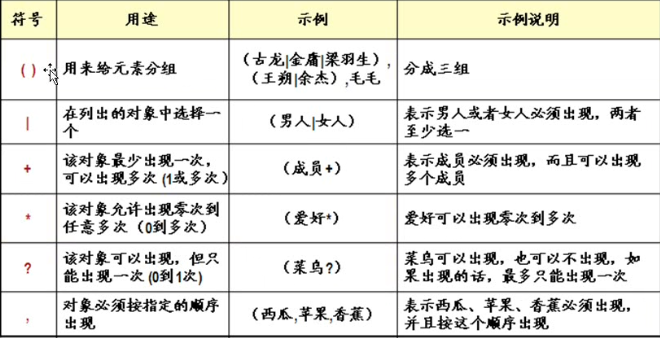 符号 用途 示例 示例说明
( ) 用来给元素分组 (古龙|金庸|梁羽生),
(王朔|余杰),毛毛 分成三组
| 在列出的对象中选择一
个 (男人|女人) 表示男人或者女人必须出现，两者
至少选一
+ 该对象最少出现一次，
可以出现多次 (1或多次) (成员+) 表示成员必须出现，而且可以出现
多个成员
* 该对象允许出现零次到
任意多次 (0到多次) (爱好*) 爱好可以出现零次到多次
? 该对象可以出现，但只
能出现一次 (0到1次) (菜鸟?) 菜鸟可以出现，也可以不出现，如
果出现的话，最多只能出现一次
, 对象必须按指定的顺序
出现 (西瓜,苹果,香蕉) 表示西瓜、苹果、香蕉必须出现，
并且按这个顺序出现